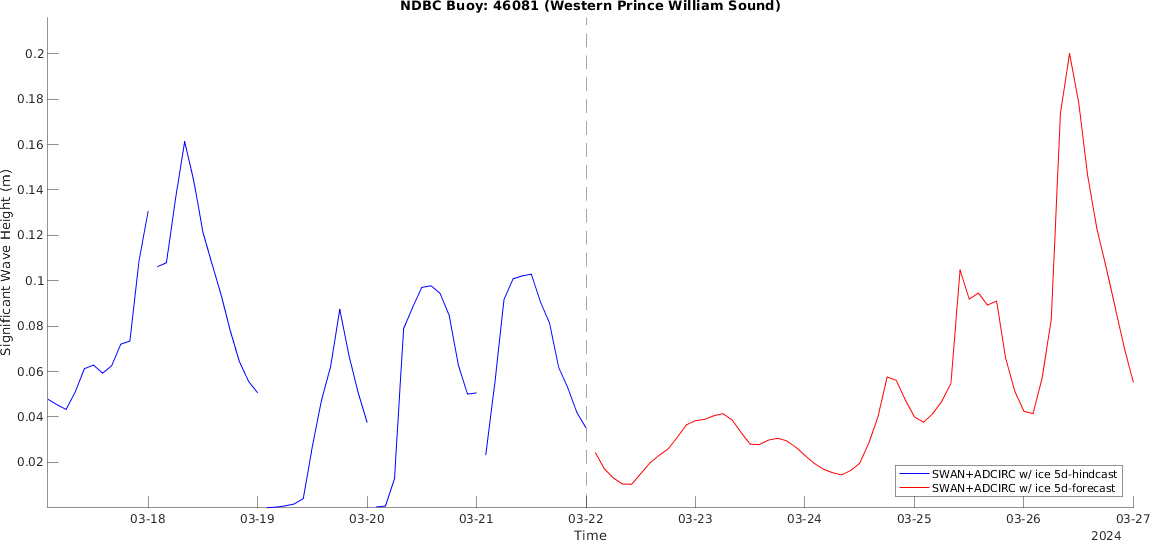 NDBC Buoy: 46081 (Western Prince William Sound)
Significant Wave Height (m)
0.2
0.18
0.16
0.14
0.12
0.1
0.08
0.06
0.04
0.02
SWAN+ADCIRC w/ ice 5d-hindcast
SWAN+ADCIRC w/ ice 5d-forecast
03-18 03-19 03-20 03-21 03-22 03-23 03-24 03-25 03-26 03-27
Time
2024